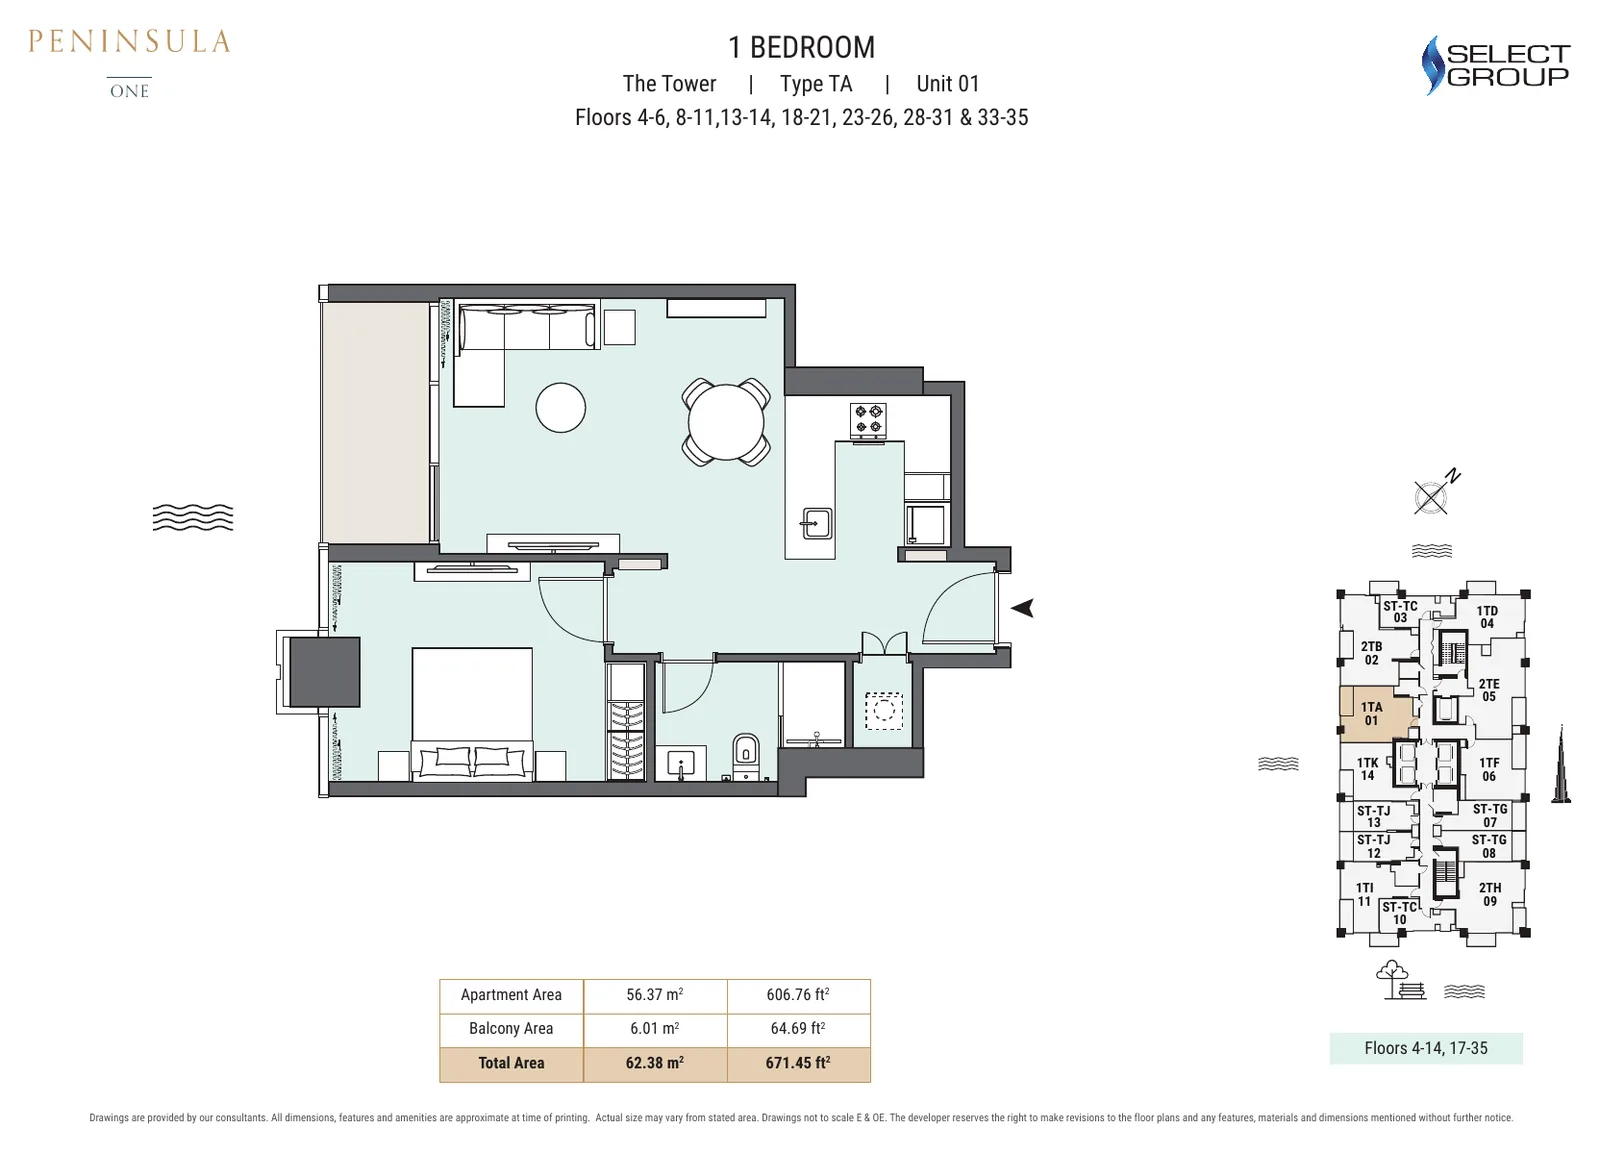 PENINSULA
ONE
1 BEDROOM
The Tower | Type TA | Unit 01
Floors 4-6, 8-11,13-14, 18-21, 23-26, 28-31 & 33-35
SELECT
GROUP
N
ST-TC
03
1TD
04
2TB
02
2TE
05
1TA
01
1TK
14
1TF
06
ST-TJ
13
ST-TG
07
ST-TJ
12
ST-TG
08
1TI
11
2TH
09
ST-TC
10
Floors 4-14, 17-35
Apartment Area 56.37 m² 606.76 ft²
Balcony Area 6.01 m² 64.69 ft²
Total Area 62.38 m² 671.45 ft²
Drawings are provided by our consultants. All dimensions, features and amenities are approximate at time of printing. Actual size may vary from stated area. Drawings not to scale E & OE. The developer reserves the right to make revisions to the floor plans and any features, materials and dimensions mentioned without further notice.